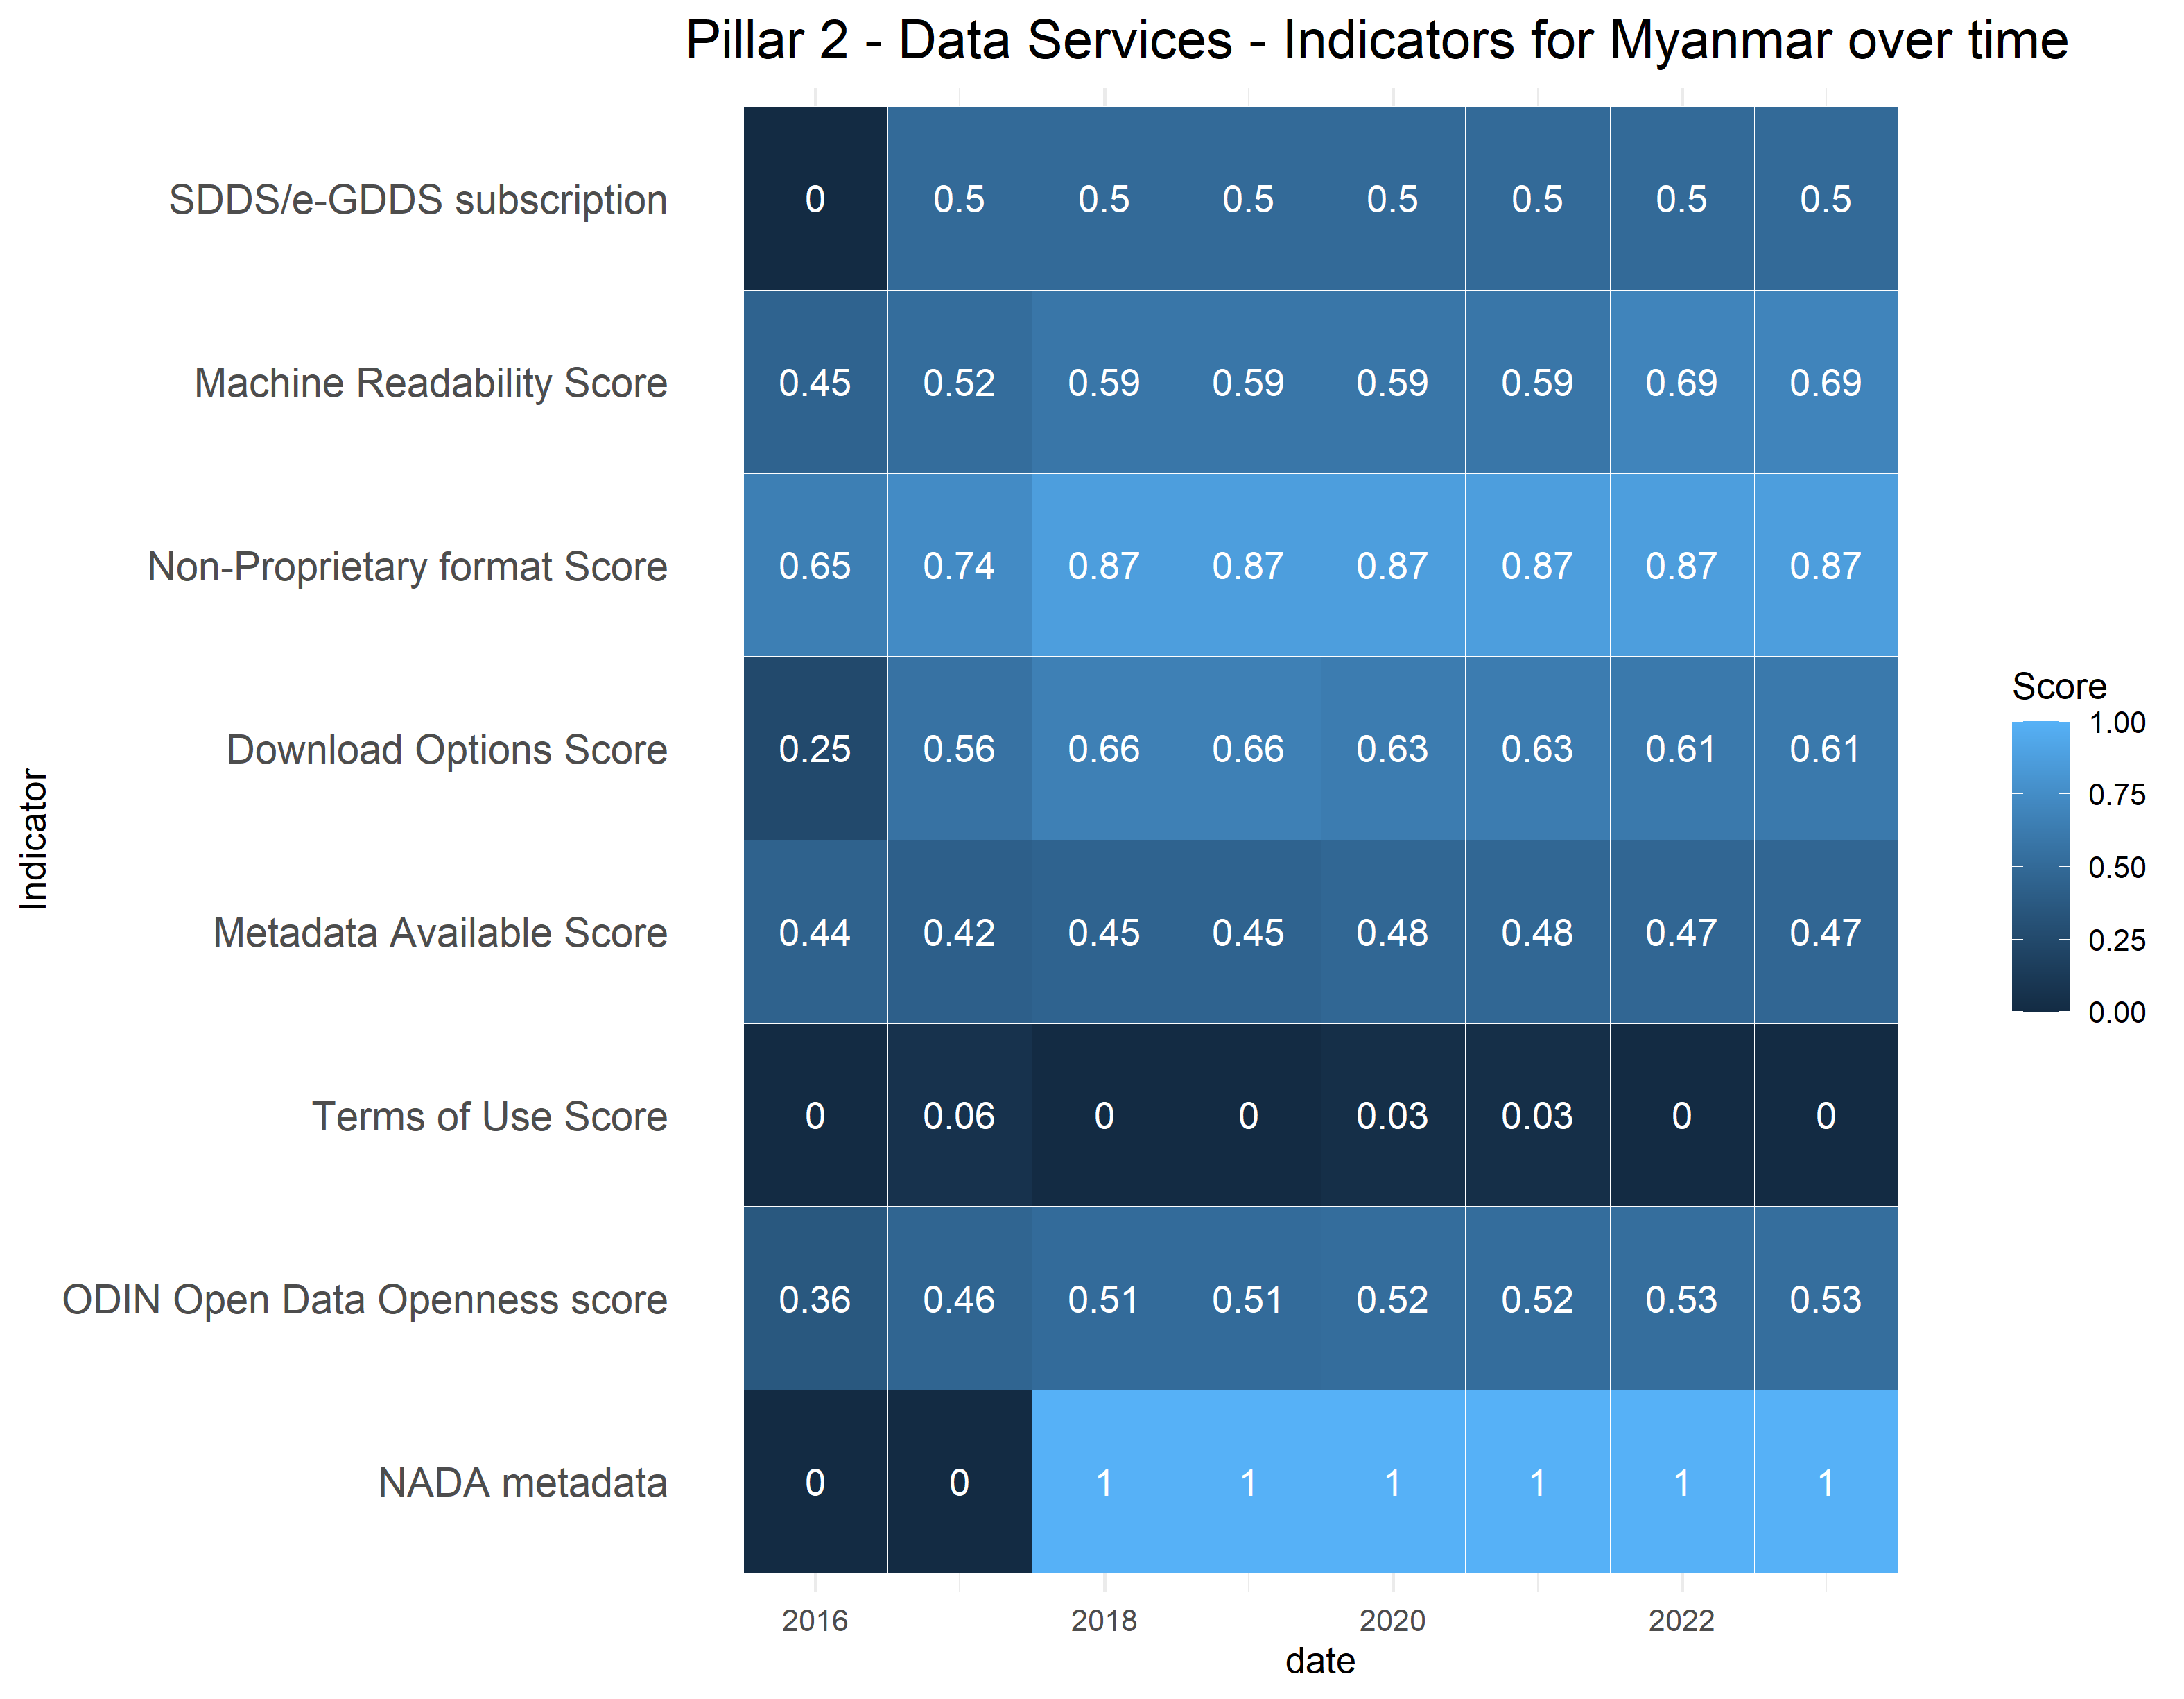 Pillar 2 - Data Services - Indicators for Myanmar over time
Indicator
SDDS/e-GDDS subscription 0 0.5 0.5 0.5 0.5 0.5 0.5 0.5
Machine Readability Score 0.45 0.52 0.59 0.59 0.59 0.59 0.69 0.69
Non-Proprietary format Score 0.65 0.74 0.87 0.87 0.87 0.87 0.87 0.87
Download Options Score 0.25 0.56 0.66 0.66 0.63 0.63 0.61 0.61
Metadata Available Score 0.44 0.42 0.45 0.45 0.48 0.48 0.47 0.47
Terms of Use Score 0 0.06 0 0 0.03 0.03 0 0
ODIN Open Data Openness score 0.36 0.46 0.51 0.51 0.52 0.52 0.53 0.53
NADA metadata 0 0 1 1 1 1 1 1
2016 2018 2020 2022
date
Score
1.00
0.75
0.50
0.25
0.00